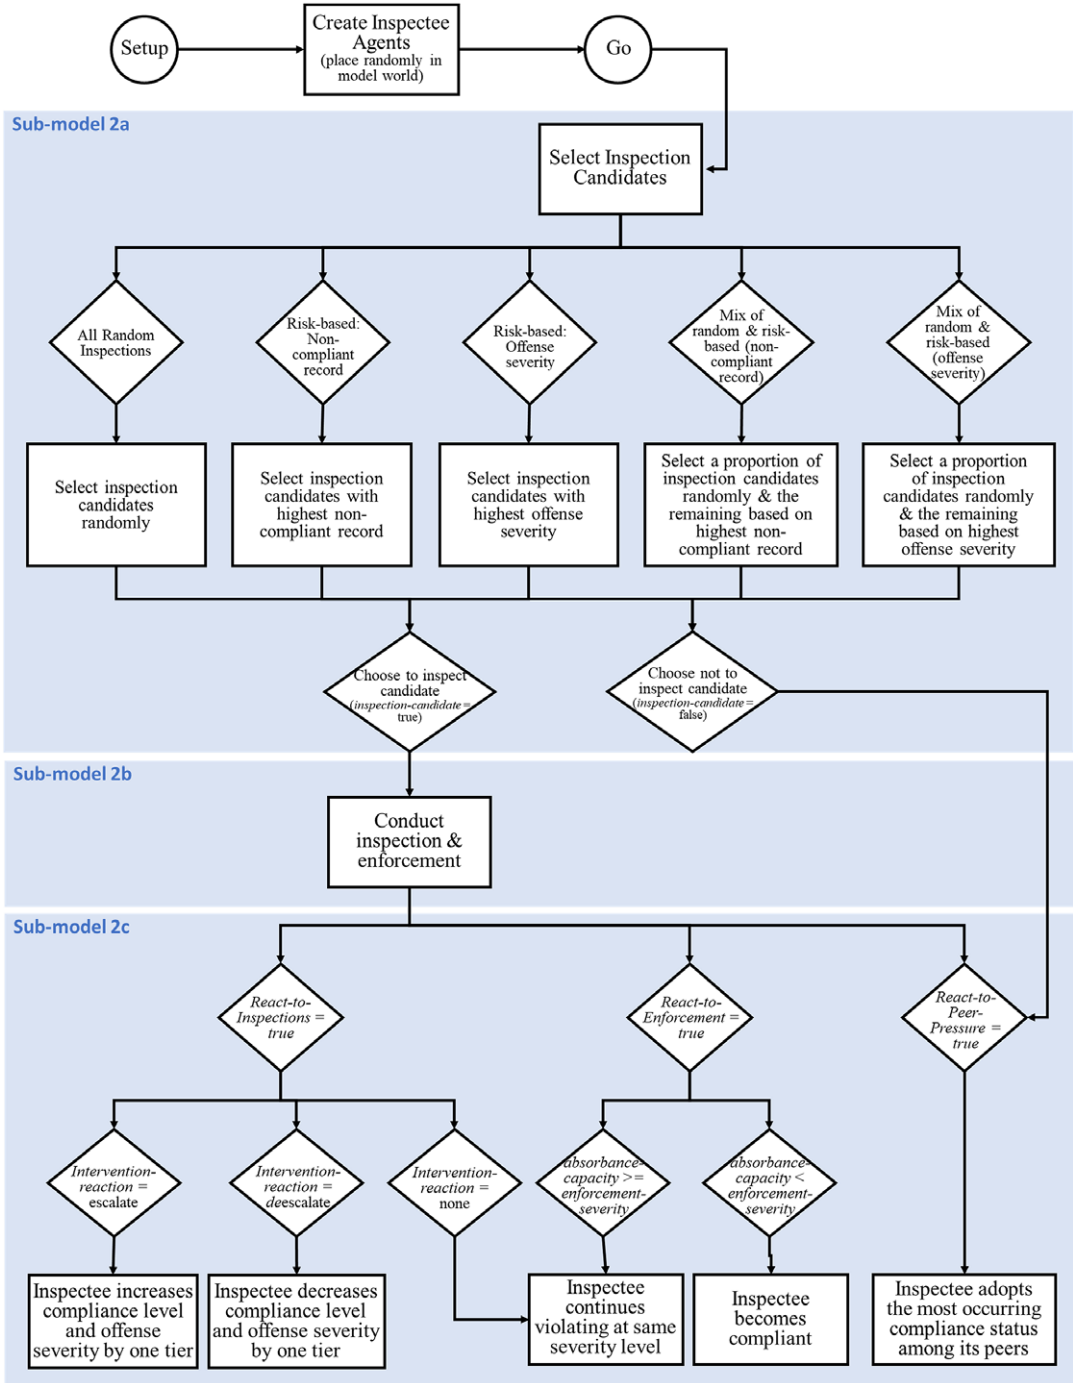 Setup
Create Inspectee
Agents
(place randomly in
model world)
Go
Sub-model 2a
Select Inspection
Candidates
All Random
Inspections
Risk-based:
Non-
compliant
record
Risk-based:
Offense
severity
Mix of
random & risk-
based (non-
compliant
record)
Mix of
random &
risk-based
(offense
severity)
Select inspection
candidates
randomly
Select inspection
candidates with
highest non-
compliant record
Select inspection
candidates with
highest offense
severity
Select a proportion of
inspection candidates
randomly & the
remaining based on
highest non-
compliant record
Select a proportion
of inspection
candidates randomly
& the remaining
based on highest
offense severity
Choose to inspect
candidate
(inspection-candidate =
true)
Choose not to
inspect candidate
(inspection-candidate =
false)
Sub-model 2b
Conduct
inspection &
enforcement
Sub-model 2c
React-to-
Inspections =
true
React-to-
Enforcement =
true
React-to-
Peer-
Pressure =
true
Intervention-
reaction =
escalate
Intervention-
reaction =
deescalate
Intervention-
reaction =
none
absorbance-
capacity >=
enforcement-
severity
absorbance-
capacity <
enforcement-
severity
Inspectee increases
compliance level
and offense
severity by one tier
Inspectee decreases
compliance level
and offense severity
by one tier
Inspectee
continues
violating at same
severity level
Inspectee
becomes
compliant
Inspectee adopts
the most occurring
compliance status
among its peers